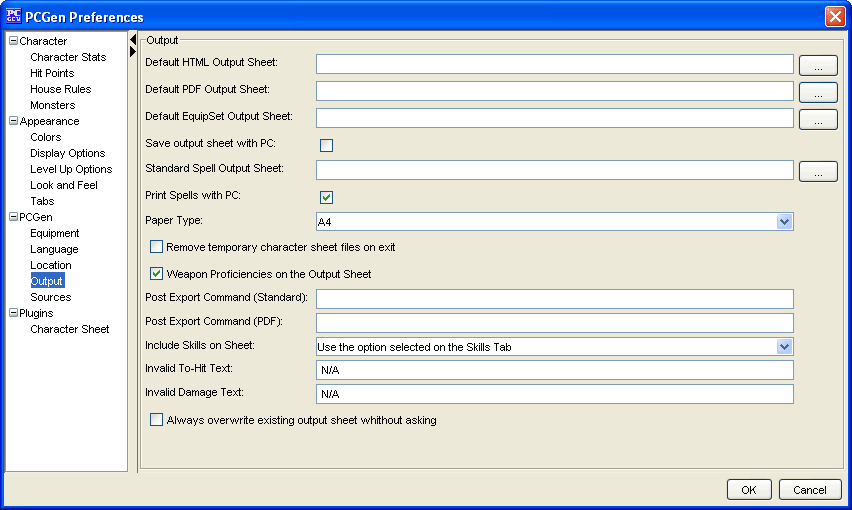 PCGen Preferences
Character
Character Stats
Hit Points
House Rules
Monsters
Appearance
Colors
Display Options
Level Up Options
Look and Feel
Tabs
PCGen
Equipment
Language
Location
Output
Sources
Plugins
Character Sheet
Output
Default HTML Output Sheet:
...
Default PDF Output Sheet:
...
Default EquipSet Output Sheet:
...
Save output sheet with PC:
Standard Spell Output Sheet:
...
Print Spells with PC:
Paper Type:
A4
Remove temporary character sheet files on exit
Weapon Proficiencies on the Output Sheet
Post Export Command (Standard):
Post Export Command (PDF):
Include Skills on Sheet:
Use the option selected on the Skills Tab
Invalid To-Hit Text:
N/A
Invalid Damage Text:
N/A
Always overwrite existing output sheet whithout asking
OK
Cancel